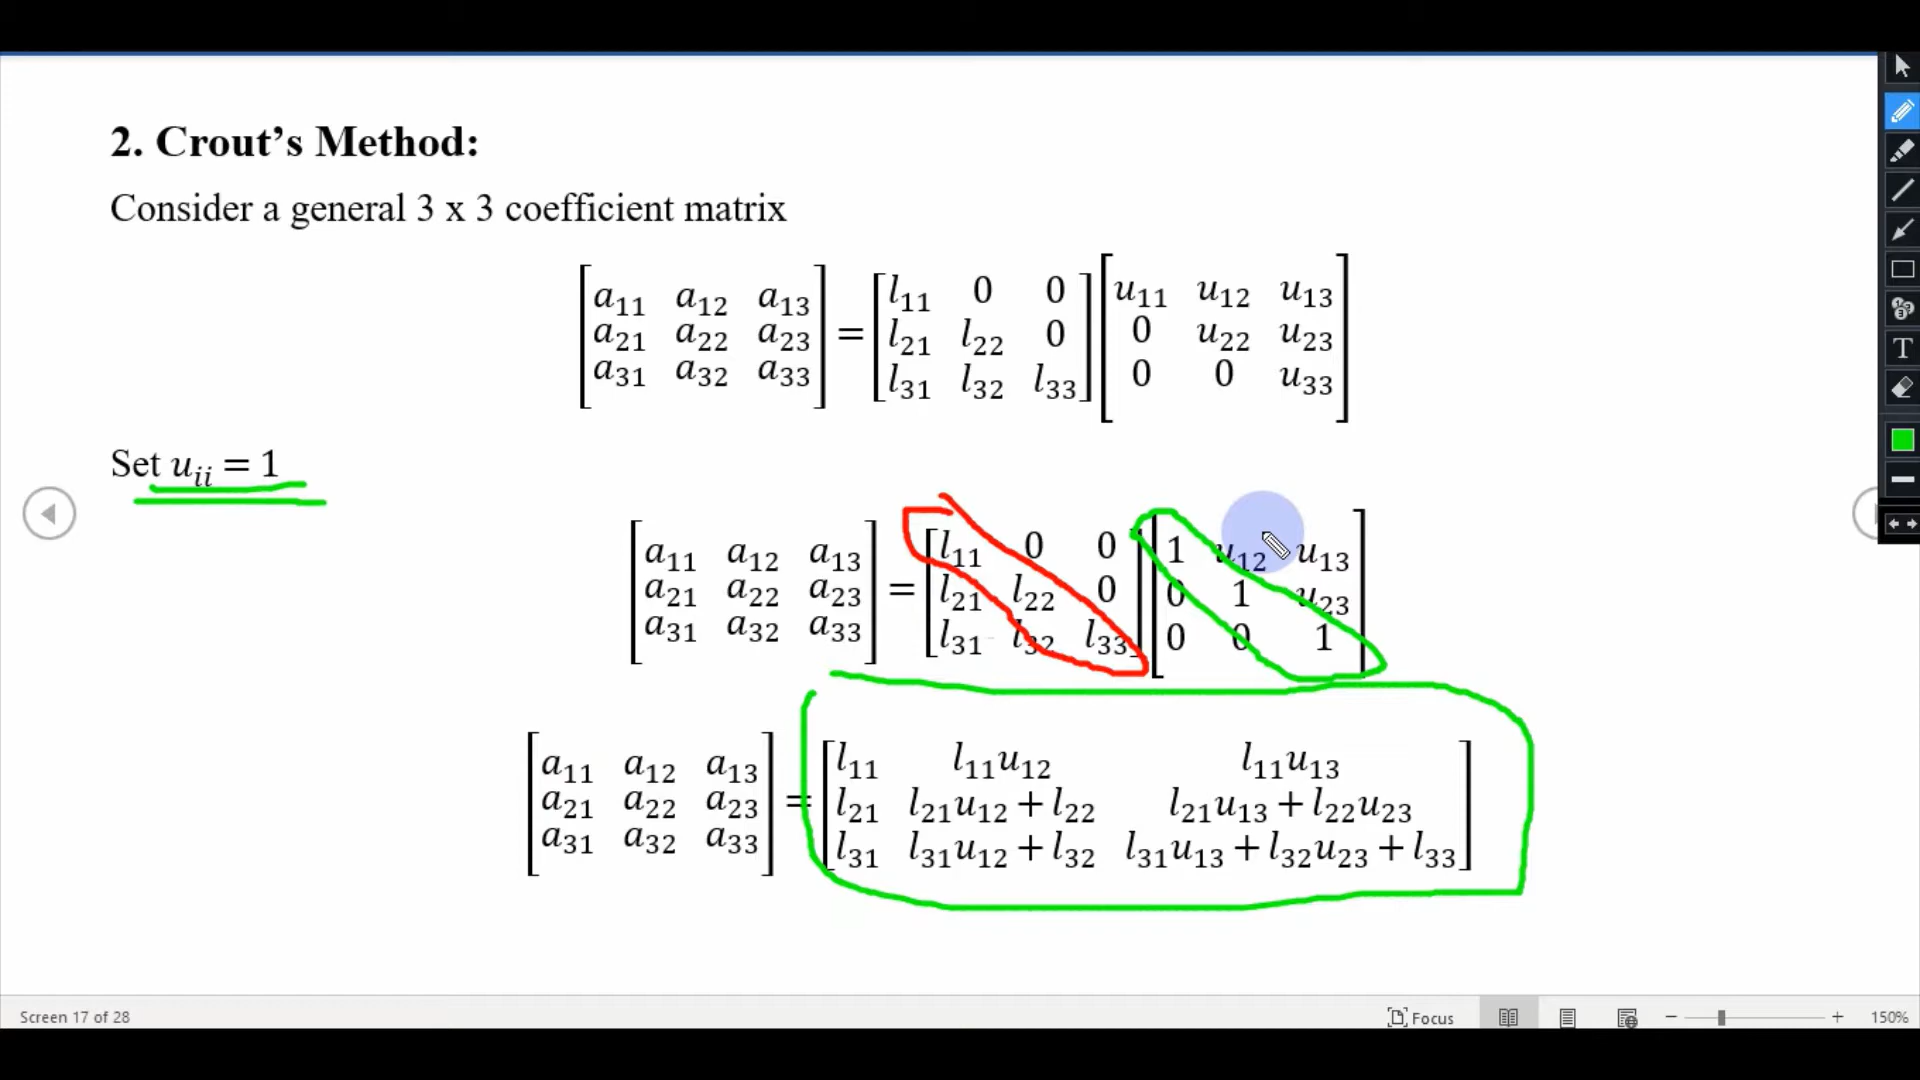 2. Crout's Method:
Consider a general 3 x 3 coefficient matrix
[a₁₁ a₁₂ a₁₃] = [l₁₁ 0 0] [u₁₁ u₁₂ u₁₃]
[a₂₁ a₂₂ a₂₃] [l₂₁ l₂₂ 0] [0 u₂₂ u₂₃]
[a₃₁ a₃₂ a₃₃] [l₃₁ l₃₂ l₃₃] [0 0 u₃₃]
Set uᵢᵢ = 1
[a₁₁ a₁₂ a₁₃] = [l₁₁ 0 0] [1 u₁₂ u₁₃]
[a₂₁ a₂₂ a₂₃] [l₂₁ l₂₂ 0] [0 1 u₂₃]
[a₃₁ a₃₂ a₃₃] [l₃₁ l₃₂ l₃₃] [0 0 1]
[a₁₁ a₁₂ a₁₃] = [l₁₁ l₁₁u₁₂ l₁₁u₁₃]
[a₂₁ a₂₂ a₂₃] [l₂₁ l₂₁u₁₂ + l₂₂ l₂₁u₁₃ + l₂₂u₂₃]
[a₃₁ a₃₂ a₃₃] [l₃₁ l₃₁u₁₂ + l₃₂ l₃₁u₁₃ + l₃₂u₂₃ + l₃₃]
T
Screen 17 of 28 Focus 150%